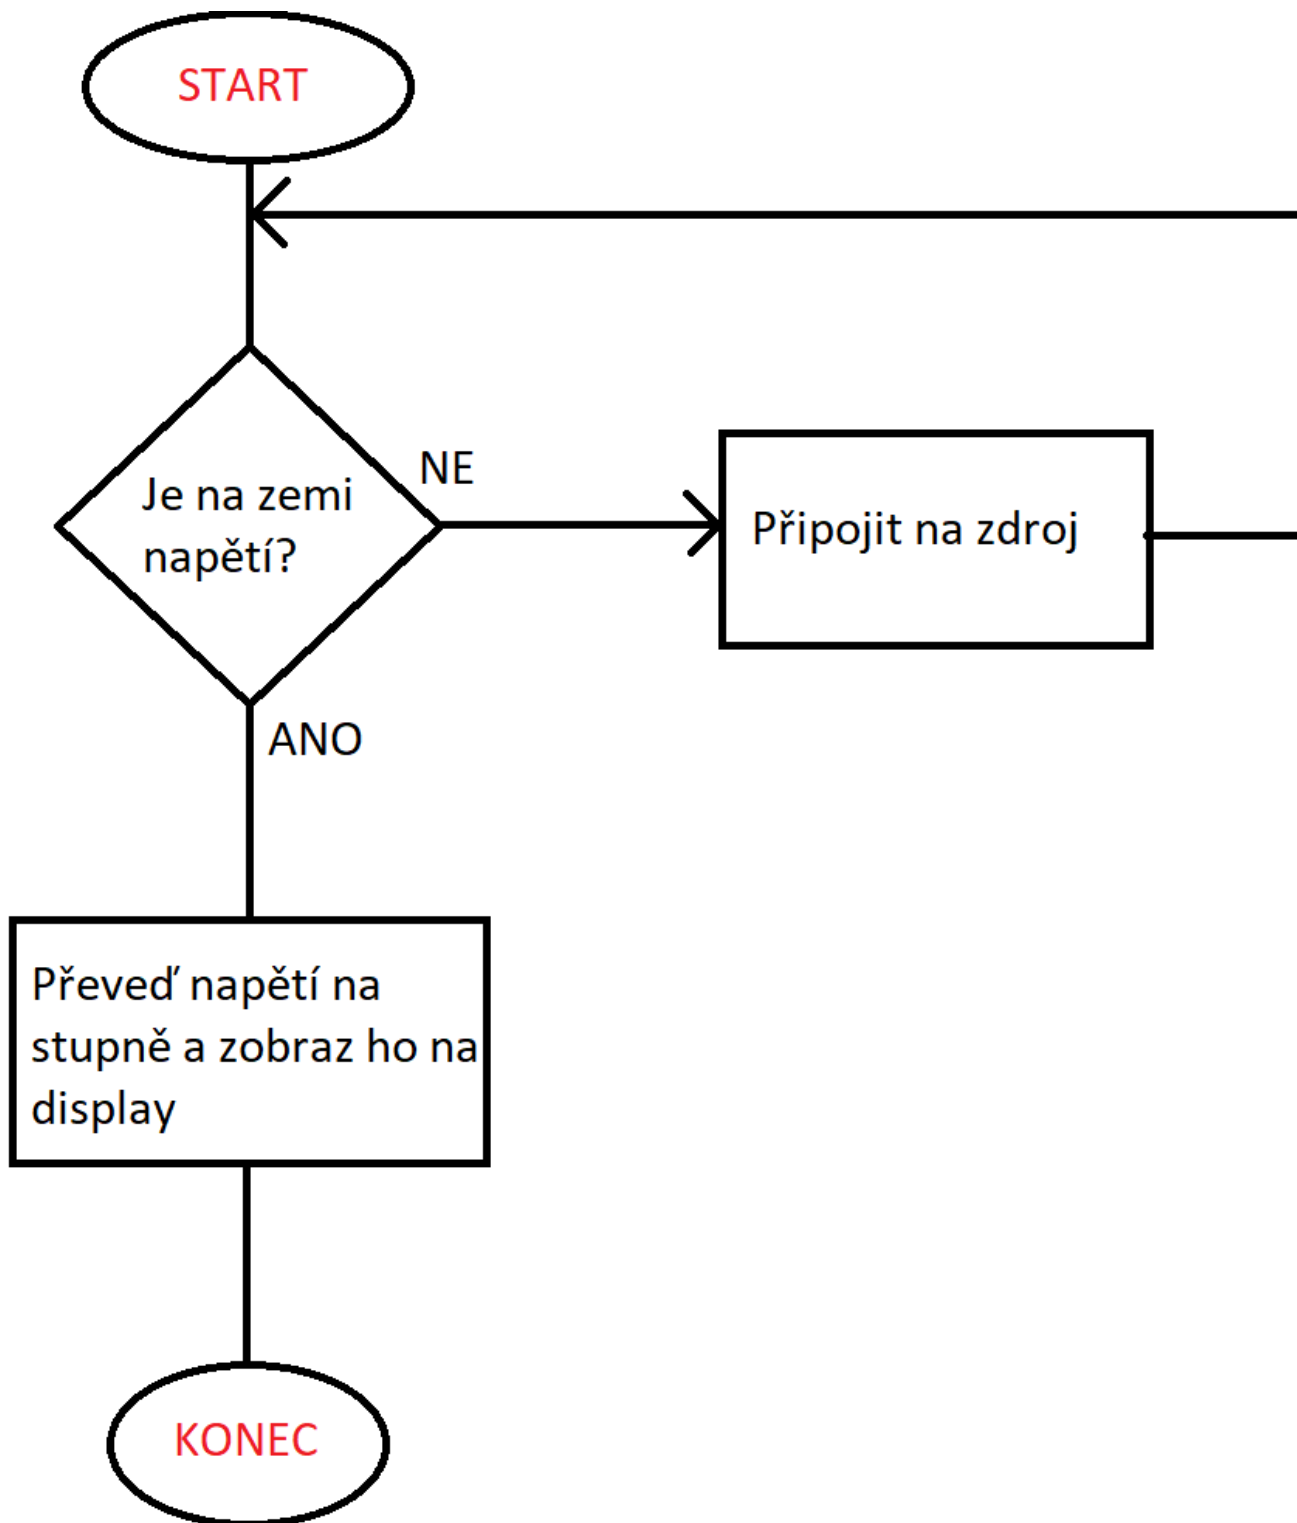 START
Je na zemi
napětí?
NE
Připojit na zdroj
ANO
Převeď napětí na
stupně a zobraz ho na
display
KONEC